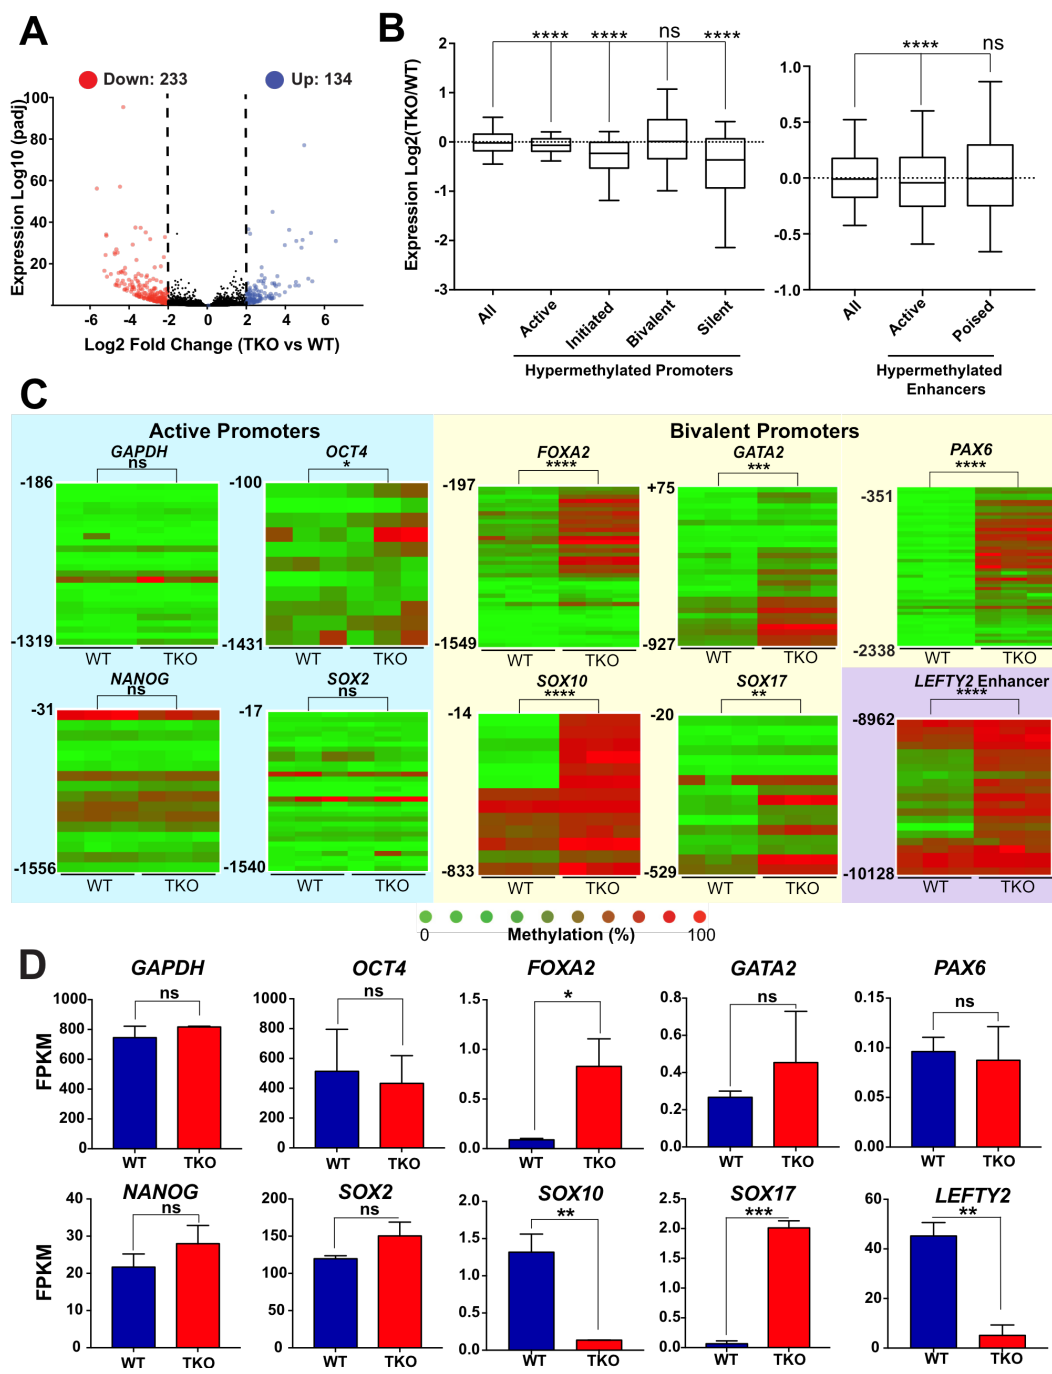 A
Down: 233
Up: 134
Expression Log10 (padj)
100
80
60
40
20
-6 -4 -2 0 2 4 6
Log2 Fold Change (TKO vs WT)
B
Expression Log2(TKO/WT)
2
1
0
-1
-2
-3
**** **** ns ****
All Active Initiated Bivalent Silent
Hypermethylated Promoters
1.0
0.5
0.0
-0.5
-1.0
**** ns
All Active Poised
Hypermethylated
Enhancers
C
Active Promoters
Bivalent Promoters
GAPDH
ns
-186
-1319
WT TKO
OCT4
*
-100
-1431
WT TKO
FOXA2
****
-197
-1549
WT TKO
GATA2
***
+75
-927
WT TKO
PAX6
****
-351
-2338
WT TKO
NANOG
ns
-31
-1556
WT TKO
SOX2
ns
-17
-1540
WT TKO
SOX10
****
-14
-833
WT TKO
SOX17
**
-20
-529
WT TKO
LEFTY2 Enhancer
****
-8962
-10128
WT TKO
0 Methylation (%) 100
D
GAPDH
ns
FPKM
1000
800
600
400
200
0
WT TKO
OCT4
ns
1000
800
600
400
200
0
WT TKO
FOXA2
*
1.5
1.0
0.5
0.0
WT TKO
GATA2
ns
0.8
0.6
0.4
0.2
0.0
WT TKO
PAX6
ns
0.15
0.10
0.05
0.00
WT TKO
NANOG
ns
FPKM
40
30
20
10
0
WT TKO
SOX2
ns
200
150
100
50
0
WT TKO
SOX10
**
2.0
1.5
1.0
0.5
0.0
WT TKO
SOX17
***
2.5
2.0
1.5
1.0
0.5
0.0
WT TKO
LEFTY2
**
60
40
20
0
WT TKO